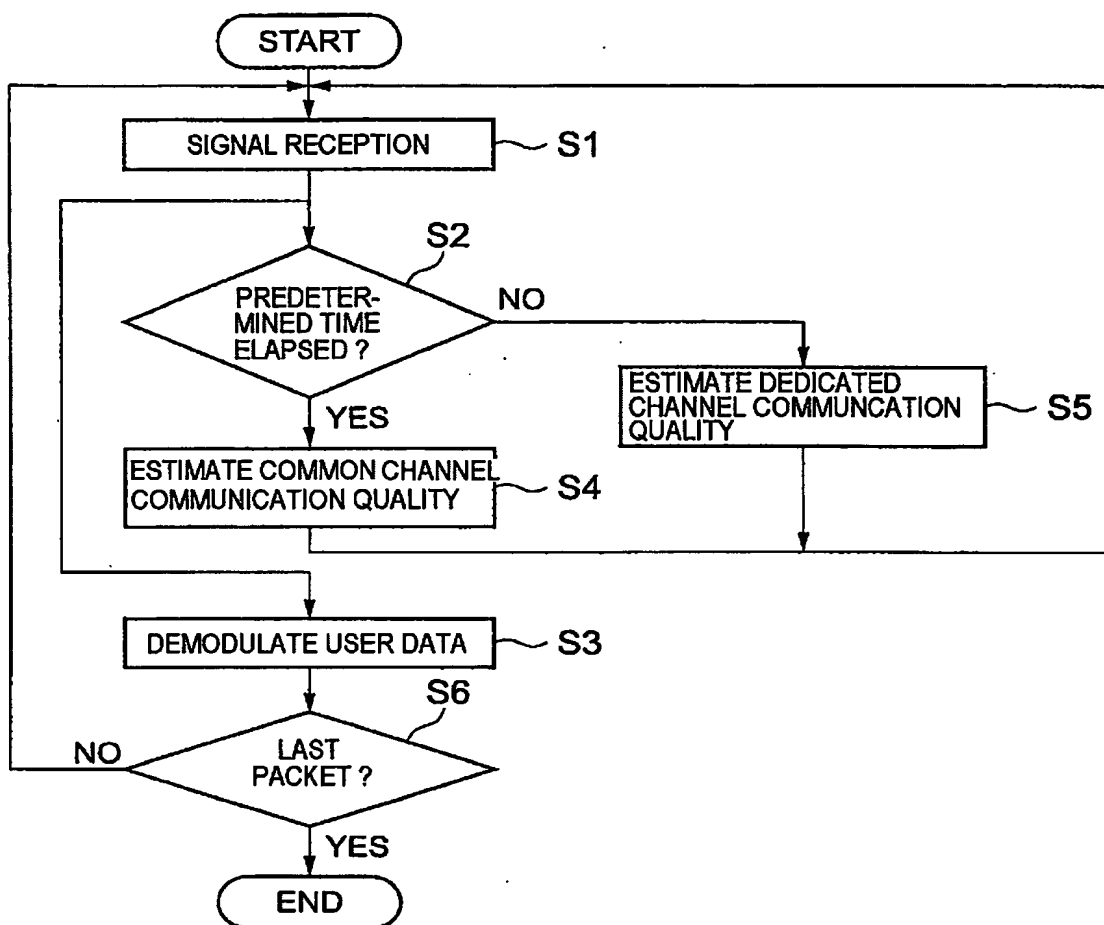 START
SIGNAL RECEPTION
S1
S2
PREDETER-
MINED TIME
ELAPSED ?
NO
YES
ESTIMATE DEDICATED
CHANNEL COMMUNCATION
QUALITY
S5
ESTIMATE COMMON CHANNEL
COMMUNICATION QUALITY
S4
DEMODULATE USER DATA
S3
S6
LAST
PACKET ?
NO
YES
END